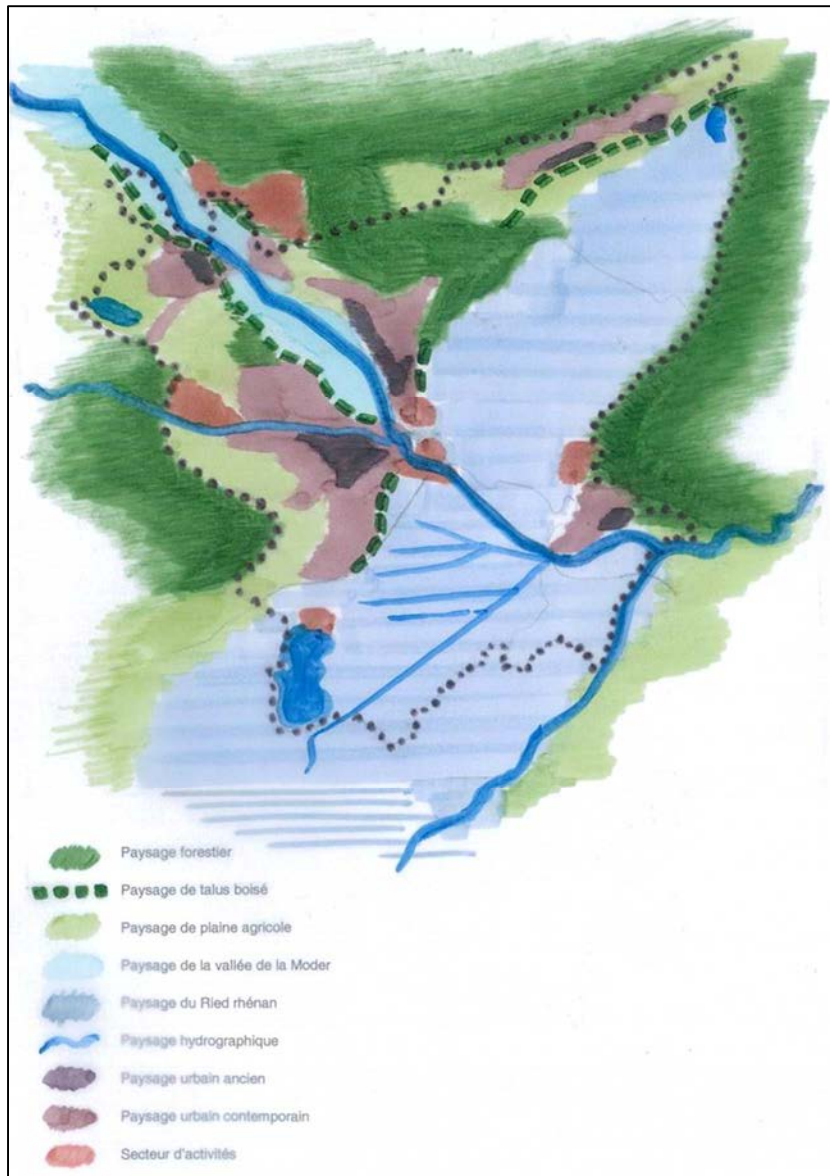 Paysage forestier
Paysage de talus boisé
Paysage de plaine agricole
Paysage de la vallée de la Moder
Paysage du Ried rhénan
Paysage hydrographique
Paysage urbain ancien
Paysage urbain contemporain
Secteur d'activités